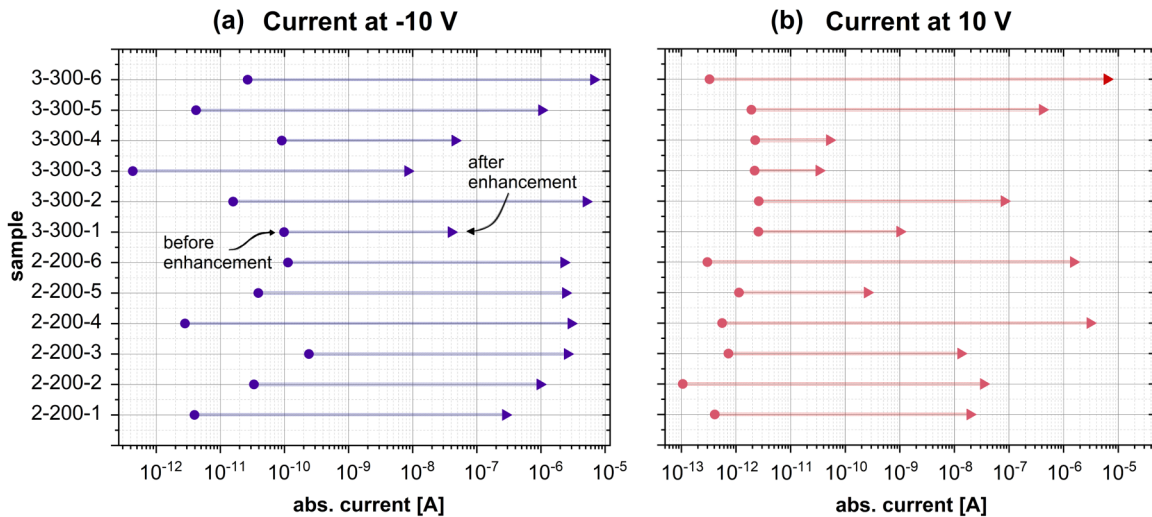 (a) Current at -10 V
(b) Current at 10 V
sample
3-300-6
3-300-5
3-300-4
3-300-3
3-300-2
3-300-1
2-200-6
2-200-5
2-200-4
2-200-3
2-200-2
2-200-1
after
enhancement
before
enhancement
10⁻¹² 10⁻¹¹ 10⁻¹⁰ 10⁻⁹ 10⁻⁸ 10⁻⁷ 10⁻⁶ 10⁻⁵
abs. current [A]
10⁻¹³ 10⁻¹² 10⁻¹¹ 10⁻¹⁰ 10⁻⁹ 10⁻⁸ 10⁻⁷ 10⁻⁶ 10⁻⁵
abs. current [A]